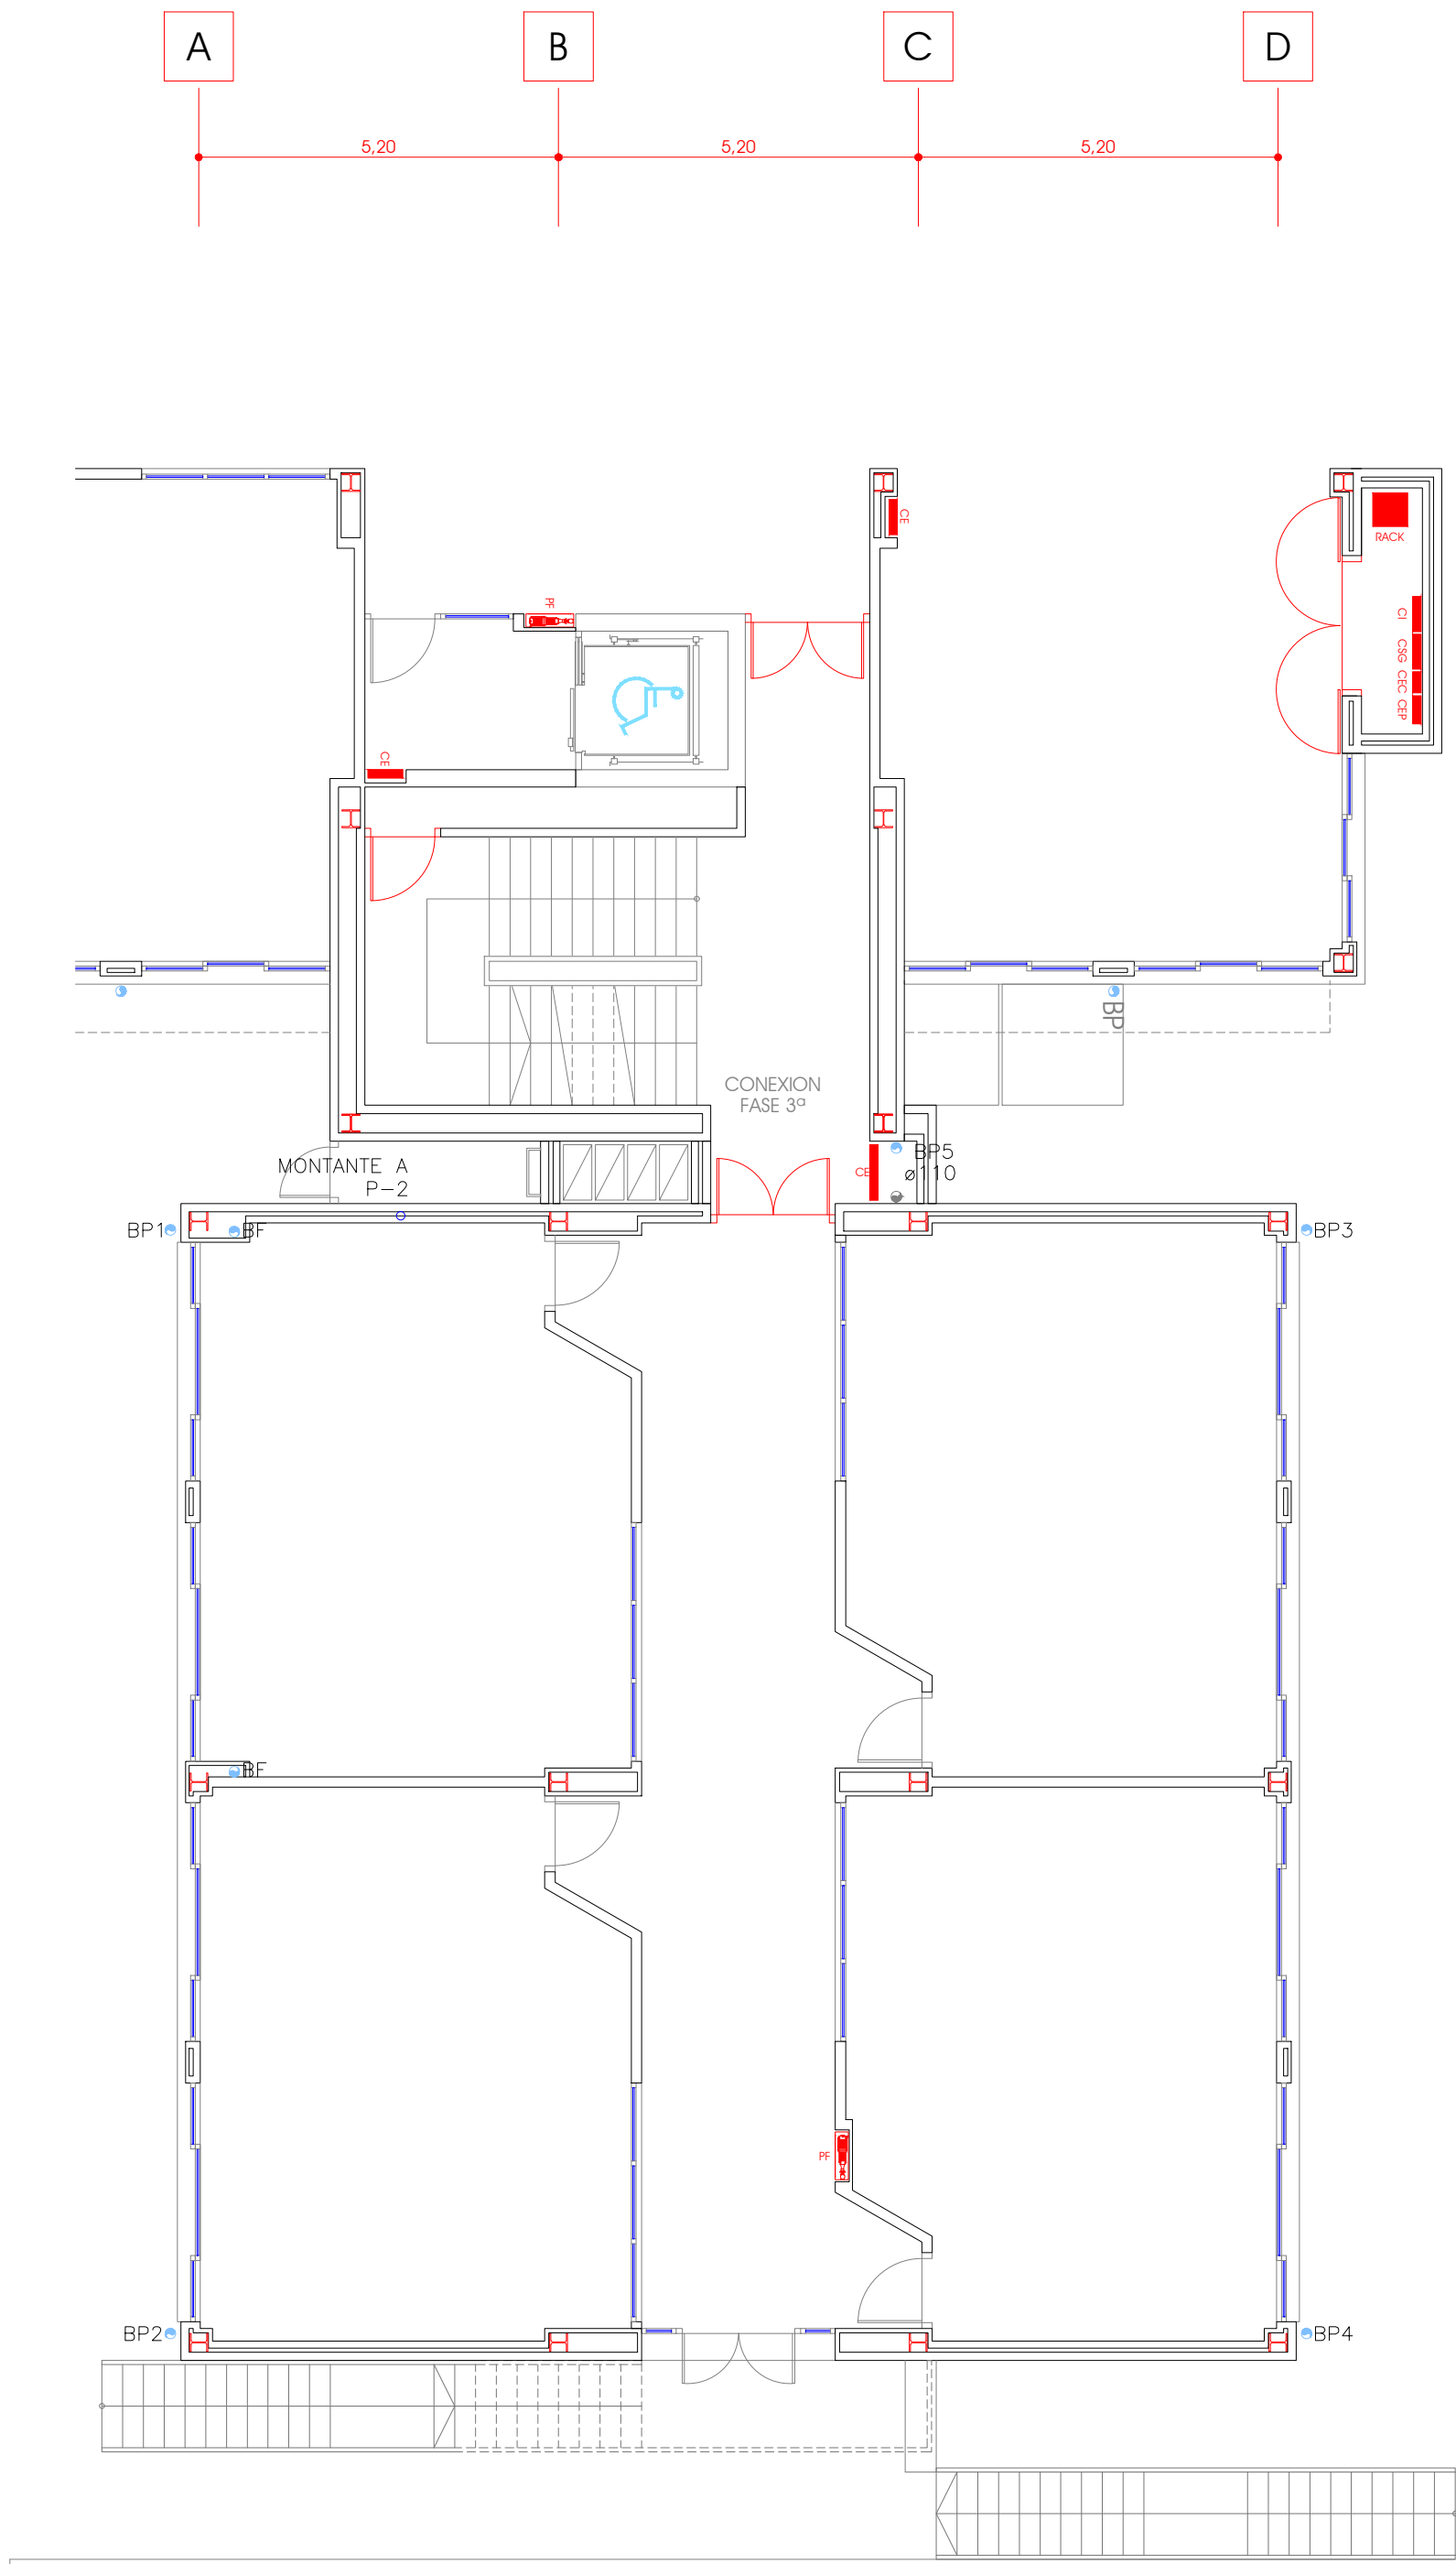 A
B
C
D
5,20
5,20
5,20
CE
RACK
PF
CI
CSG
CEC
CEP
CE
BP
CONEXION
FASE 3ª
MONTANTE A
P-2
CE
BP5
ø110
BP1
BF
BP3
BF
PF
BP2
BP4